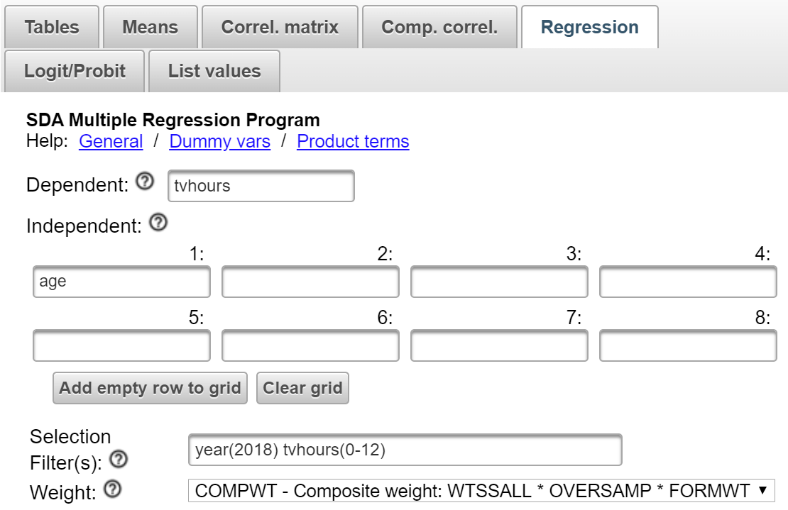 Tables Means Correl. matrix Comp. correl. Regression
Logit/Probit List values
SDA Multiple Regression Program
Help: General / Dummy vars / Product terms
Dependent: ? tvhours
Independent: ?
1: 2: 3: 4:
age
5: 6: 7: 8:
Add empty row to grid Clear grid
Selection
Filter(s): ? year(2018) tvhours(0-12)
Weight: ? COMPWT - Composite weight: WTSSALL * OVERSAMP * FORMWT